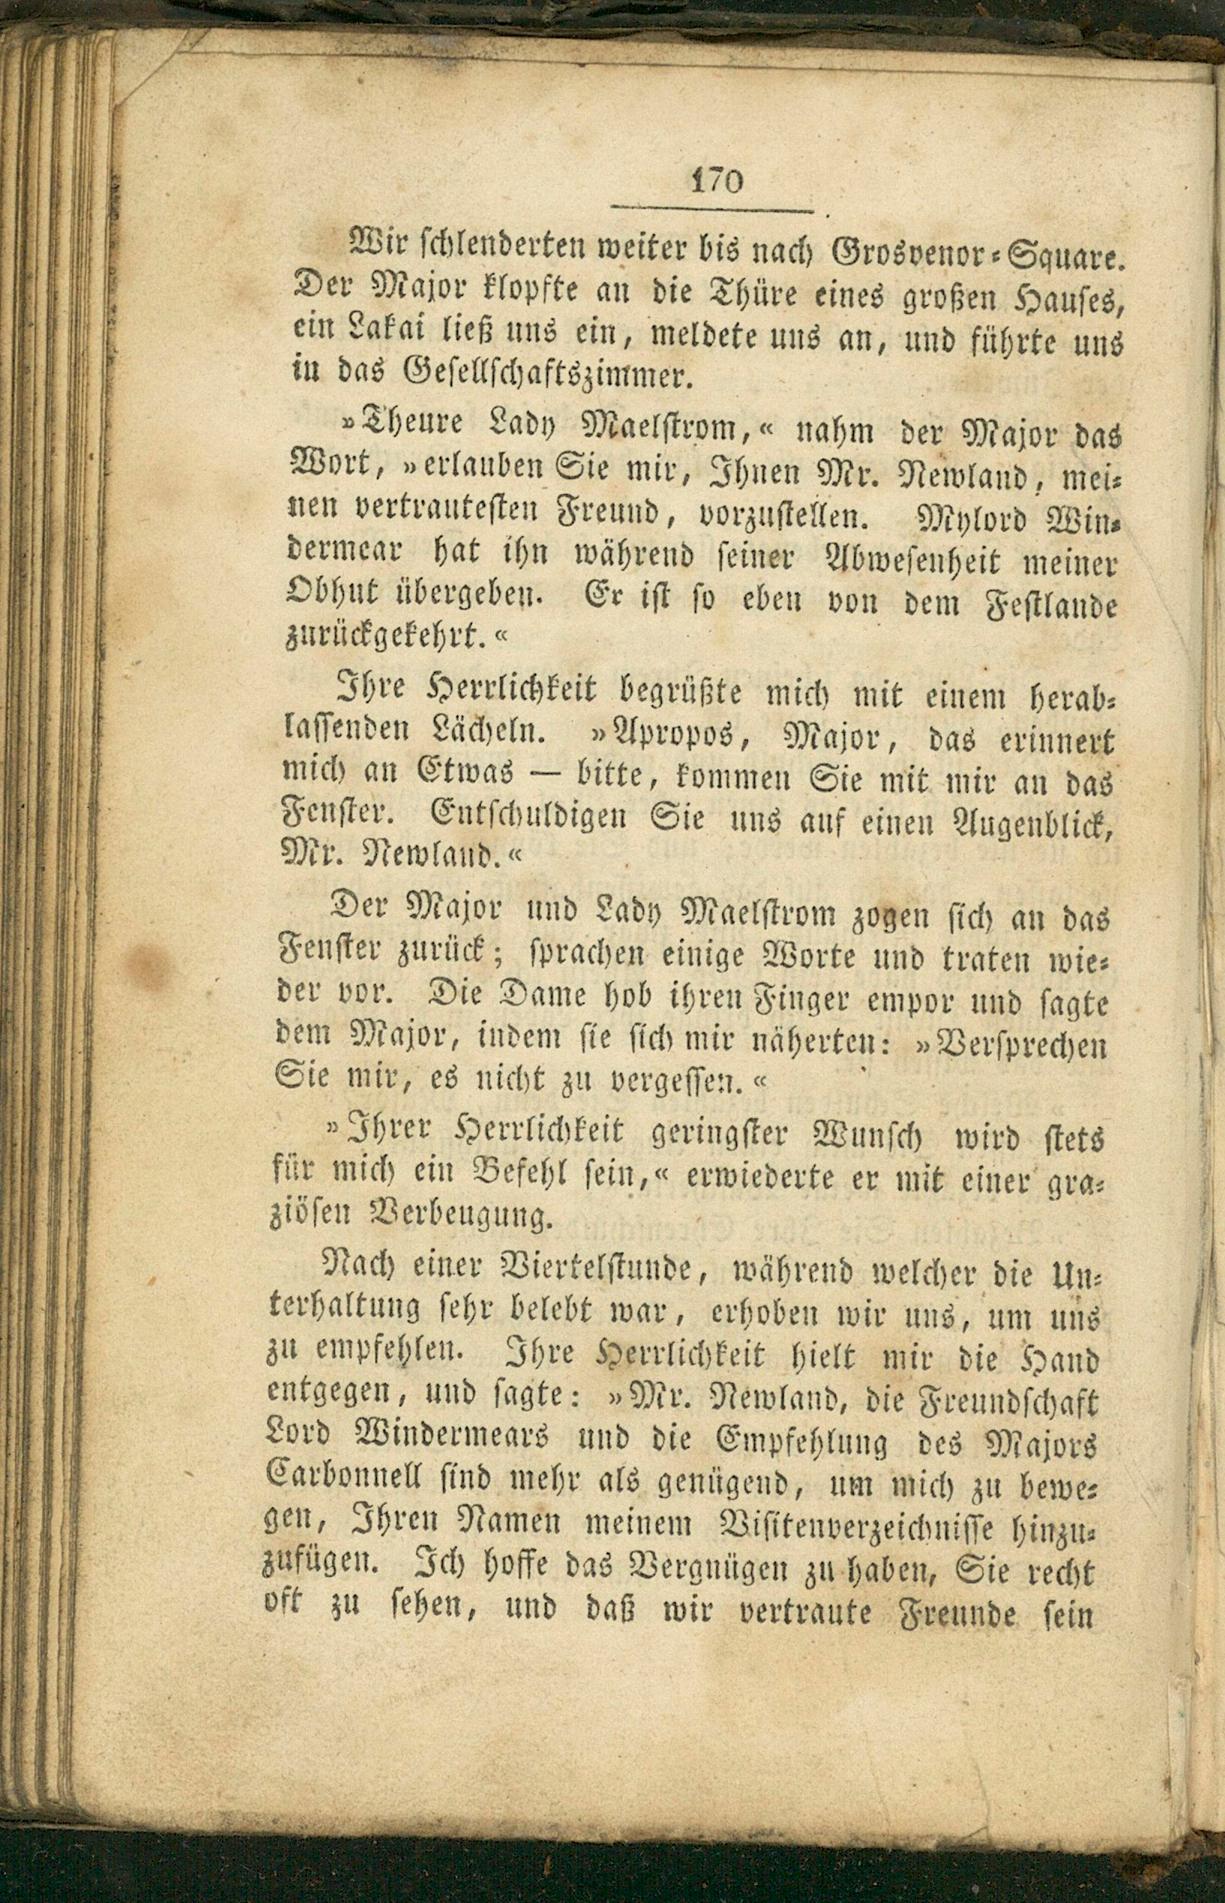 170
Wir schlenderten weiter bis nach Grosvenor-Square.
Der Major klopfte an die Thüre eines großen Hauses,
ein Lakai ließ uns ein, meldete uns an, und führte uns
in das Gesellschaftszimmer.
»Theure Lady Maelstrom,« nahm der Major das
Wort, »erlauben Sie mir, Ihnen Mr. Newland, mei-
nen vertrautesten Freund, vorzustellen. Mylord Win-
dermear hat ihn während seiner Abwesenheit meiner
Obhut übergeben. Er ist so eben von dem Festlande
zurückgekehrt.«
Ihre Herrlichkeit begrüßte mich mit einem herab-
lassenden Lächeln. »Apropos, Major, das erinnert
mich an Etwas — bitte, kommen Sie mit mir an das
Fenster. Entschuldigen Sie uns auf einen Augenblick,
Mr. Newland.«
Der Major und Lady Maelstrom zogen sich an das
Fenster zurück; sprachen einige Worte und traten wie-
der vor. Die Dame hob ihren Finger empor und sagte
dem Major, indem sie sich mir näherten: »Versprechen
Sie mir, es nicht zu vergessen.«
»Ihrer Herrlichkeit geringster Wunsch wird stets
für mich ein Befehl sein,« erwiederte er mit einer gra-
ziösen Verbeugung.
Nach einer Viertelstunde, während welcher die Un-
terhaltung sehr belebt war, erhoben wir uns, um uns
zu empfehlen. Ihre Herrlichkeit hielt mir die Hand
entgegen, und sagte: »Mr. Newland, die Freundschaft
Lord Windermears und die Empfehlung des Majors
Carbonnell sind mehr als genügend, um mich zu bewe-
gen, Ihren Namen meinem Visitenverzeichnisse hinzu-
zufügen. Ich hoffe das Vergnügen zu haben, Sie recht
oft zu sehen, und daß wir vertraute Freunde sein